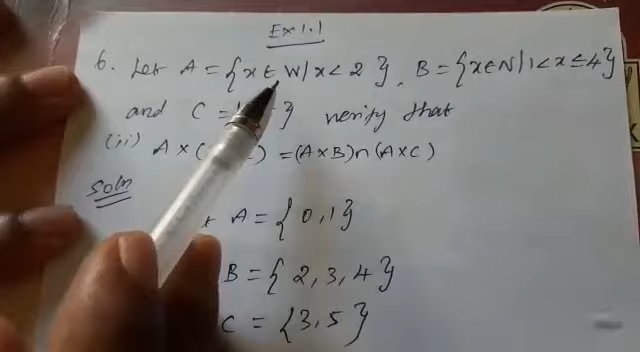 Ex 1.1
6. Let A = {x ∈ W / x < 2}, B = {x ∈ N / 1 < x ≤ 4}
and C = } verify that
(ii) A × ( ) = (A×B) ∩ (A×C)
Soln
A = {0, 1}
B = {2, 3, 4}
C = {3, 5}